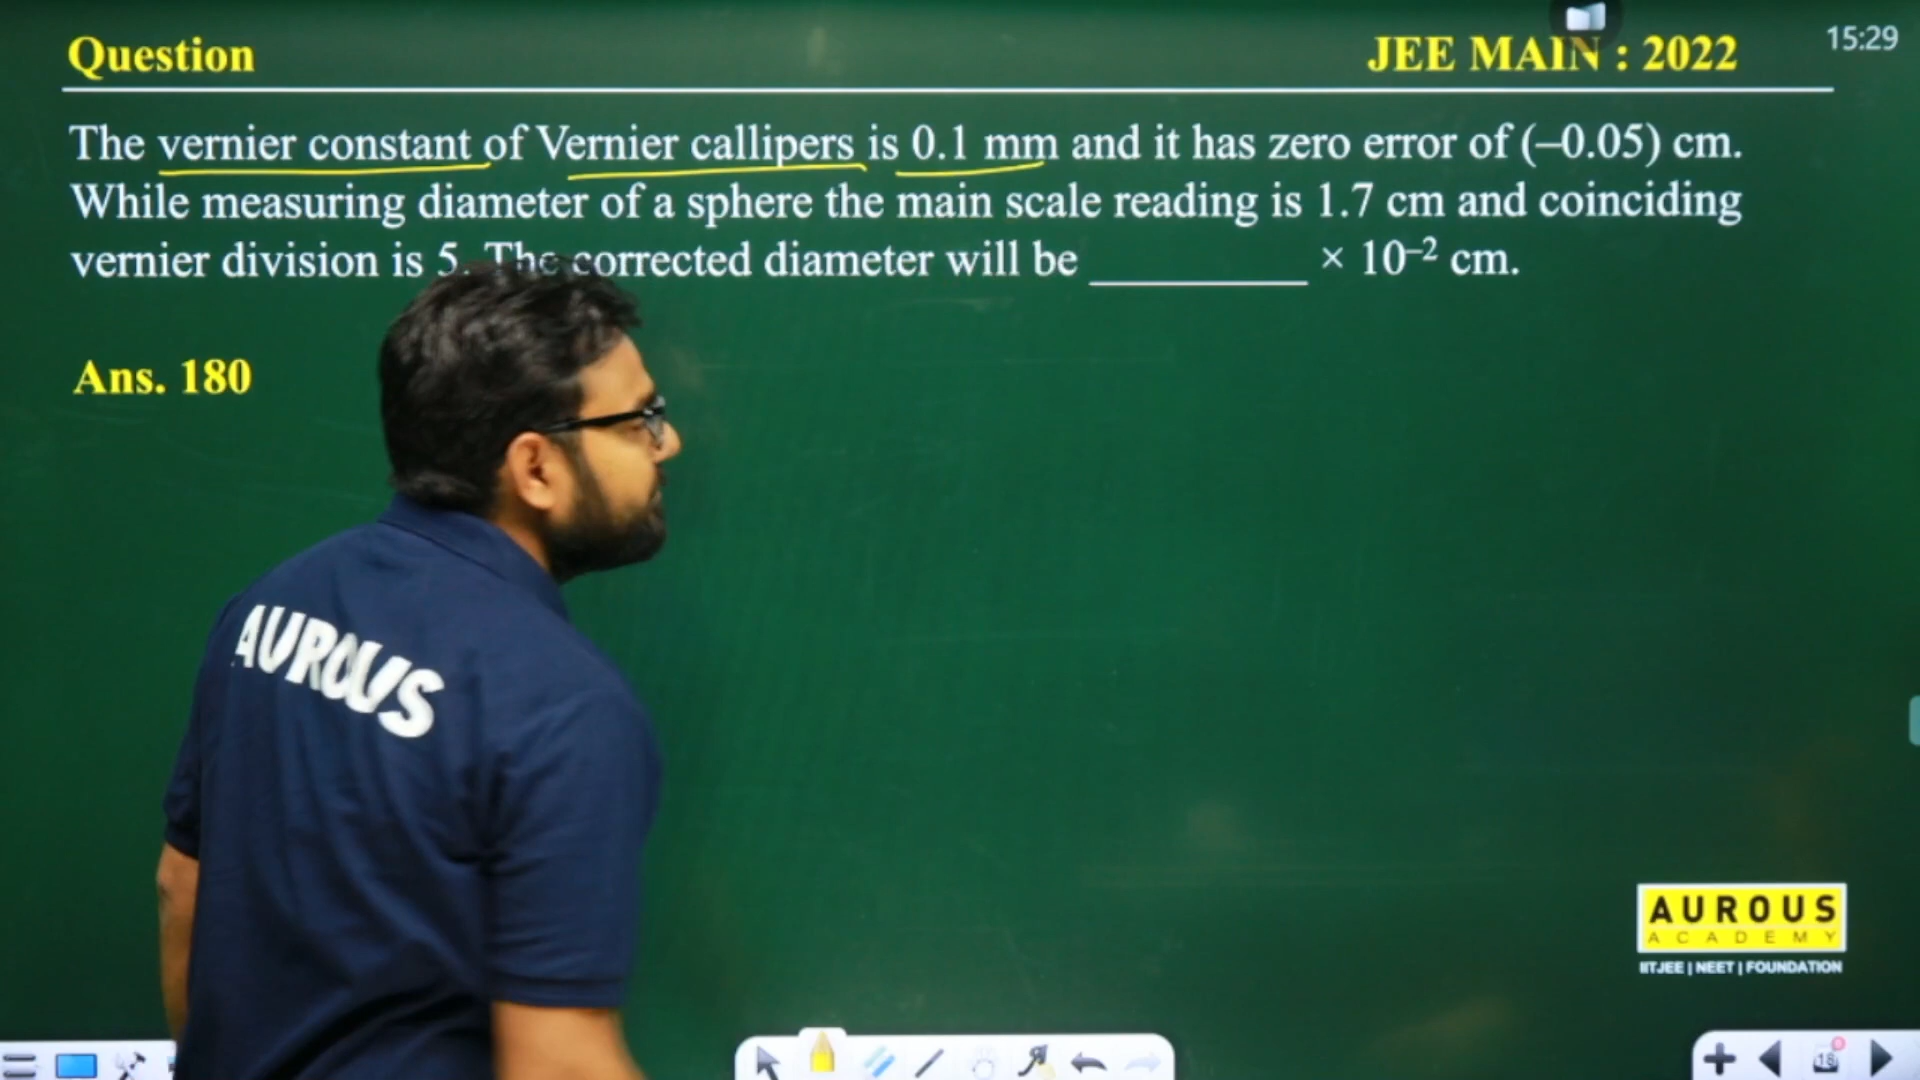 Question
JEE MAIN : 2022
15:29
The vernier constant of Vernier callipers is 0.1 mm and it has zero error of (–0.05) cm.
While measuring diameter of a sphere the main scale reading is 1.7 cm and coinciding
vernier division is 5. The corrected diameter will be __________ × 10⁻² cm.
Ans. 180
AUROUS
AUROUS
ACADEMY
IITJEE | NEET | FOUNDATION
18